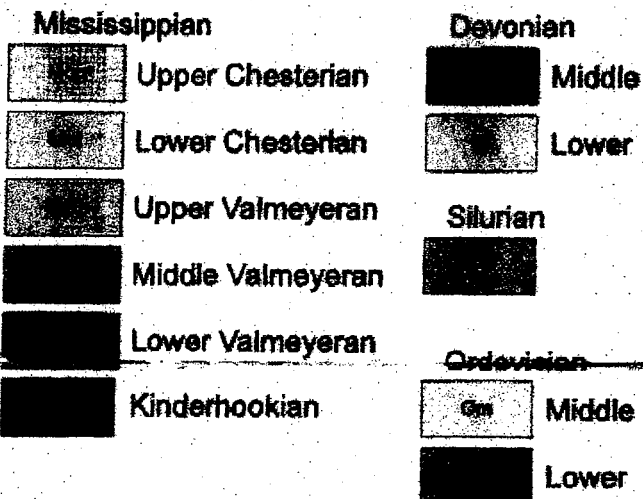 Mississippian
Upper Chesterian
Lower Chesterian
Upper Valmeyeran
Middle Valmeyeran
Lower Valmeyeran
Kinderhookian
Devonian
Middle
Lower
Silurian
Ordovician
Middle
Lower